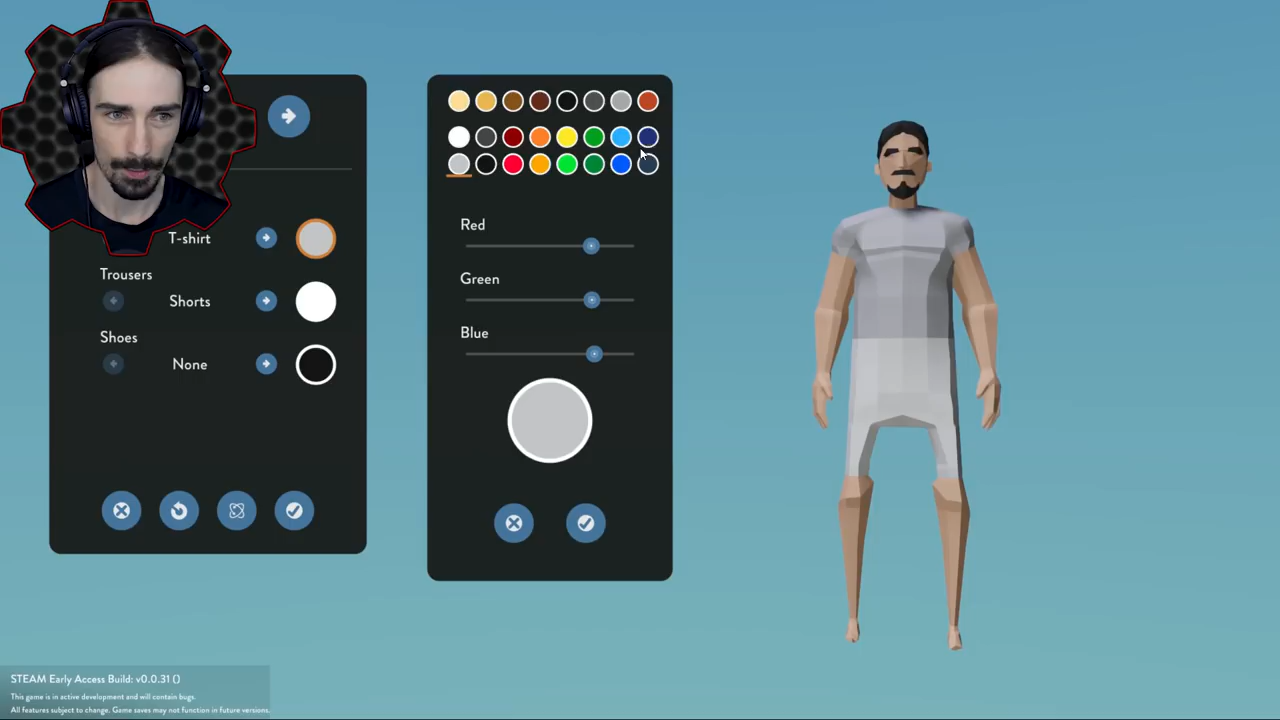 T-shirt
Trousers
Shorts
Shoes
None
Red
Green
Blue
STEAM Early Access Build: v0.0.31 ()
This game is in active development and will contain bugs.
All features subject to change. Game saves may not function in future versions.